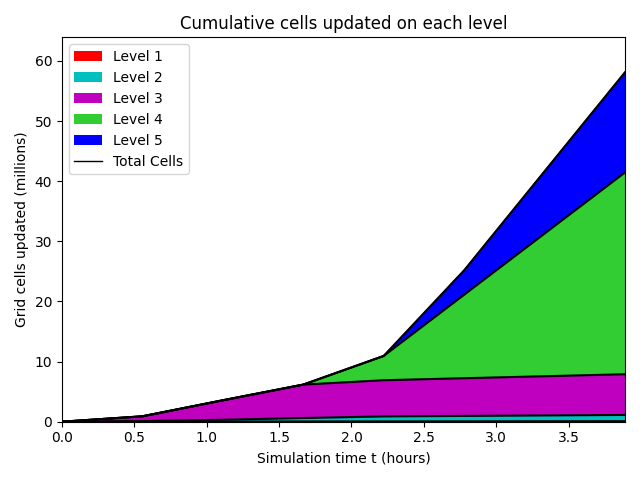 Cumulative cells updated on each level
Level 1
Level 2
Level 3
Level 4
Level 5
Total Cells
Grid cells updated (millions)
60
50
40
30
20
10
0
0.0 0.5 1.0 1.5 2.0 2.5 3.0 3.5
Simulation time t (hours)